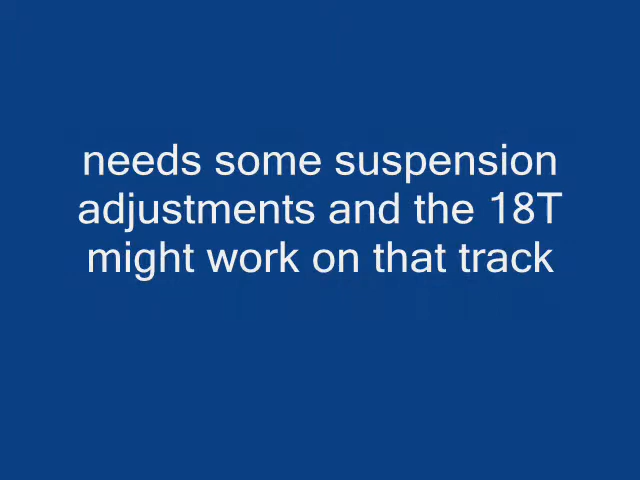 needs some suspension
adjustments and the 18T
might work on that track